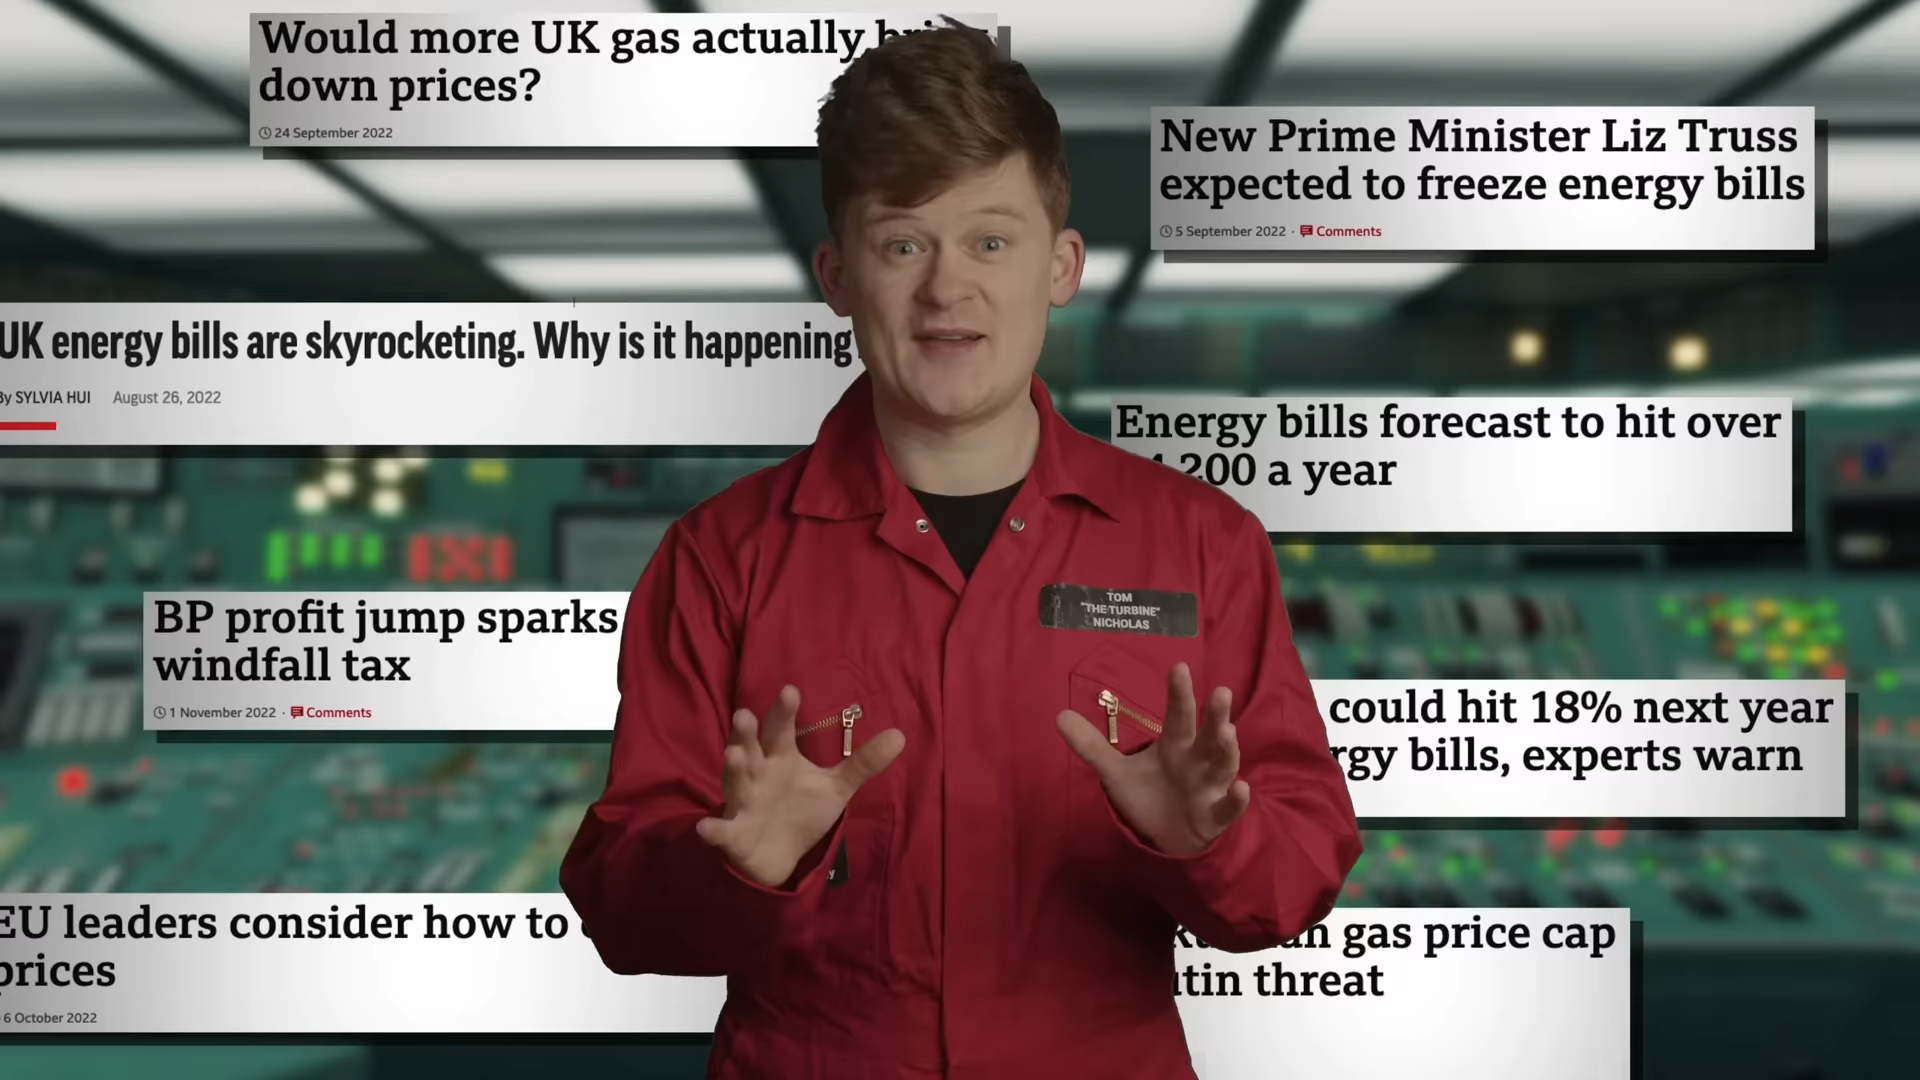 Would more UK gas actually
down prices?
24 September 2022
New Prime Minister Liz Truss
expected to freeze energy bills
5 September 2022 · Comments
UK energy bills are skyrocketing. Why is it happening
By SYLVIA HUI August 26, 2022
Energy bills forecast to hit over
200 a year
TOM
"THE TURBINE"
NICHOLAS
BP profit jump sparks
windfall tax
1 November 2022 · Comments
could hit 18% next year
bills, experts warn
EU leaders consider how to
prices
6 October 2022
gas price cap
threat